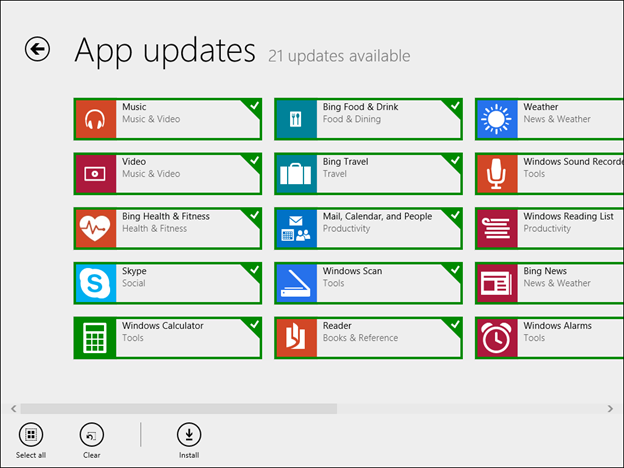 App updates 21 updates available
Music
Music & Video
Video
Music & Video
Bing Health & Fitness
Health & Fitness
Skype
Social
Windows Calculator
Tools
Bing Food & Drink
Food & Dining
Bing Travel
Travel
Mail, Calendar, and People
Productivity
Windows Scan
Tools
Reader
Books & Reference
Weather
News & Weather
Windows Sound Recorde
Tools
Windows Reading List
Productivity
Bing News
News & Weather
Windows Alarms
Tools
Select all
Clear
Install